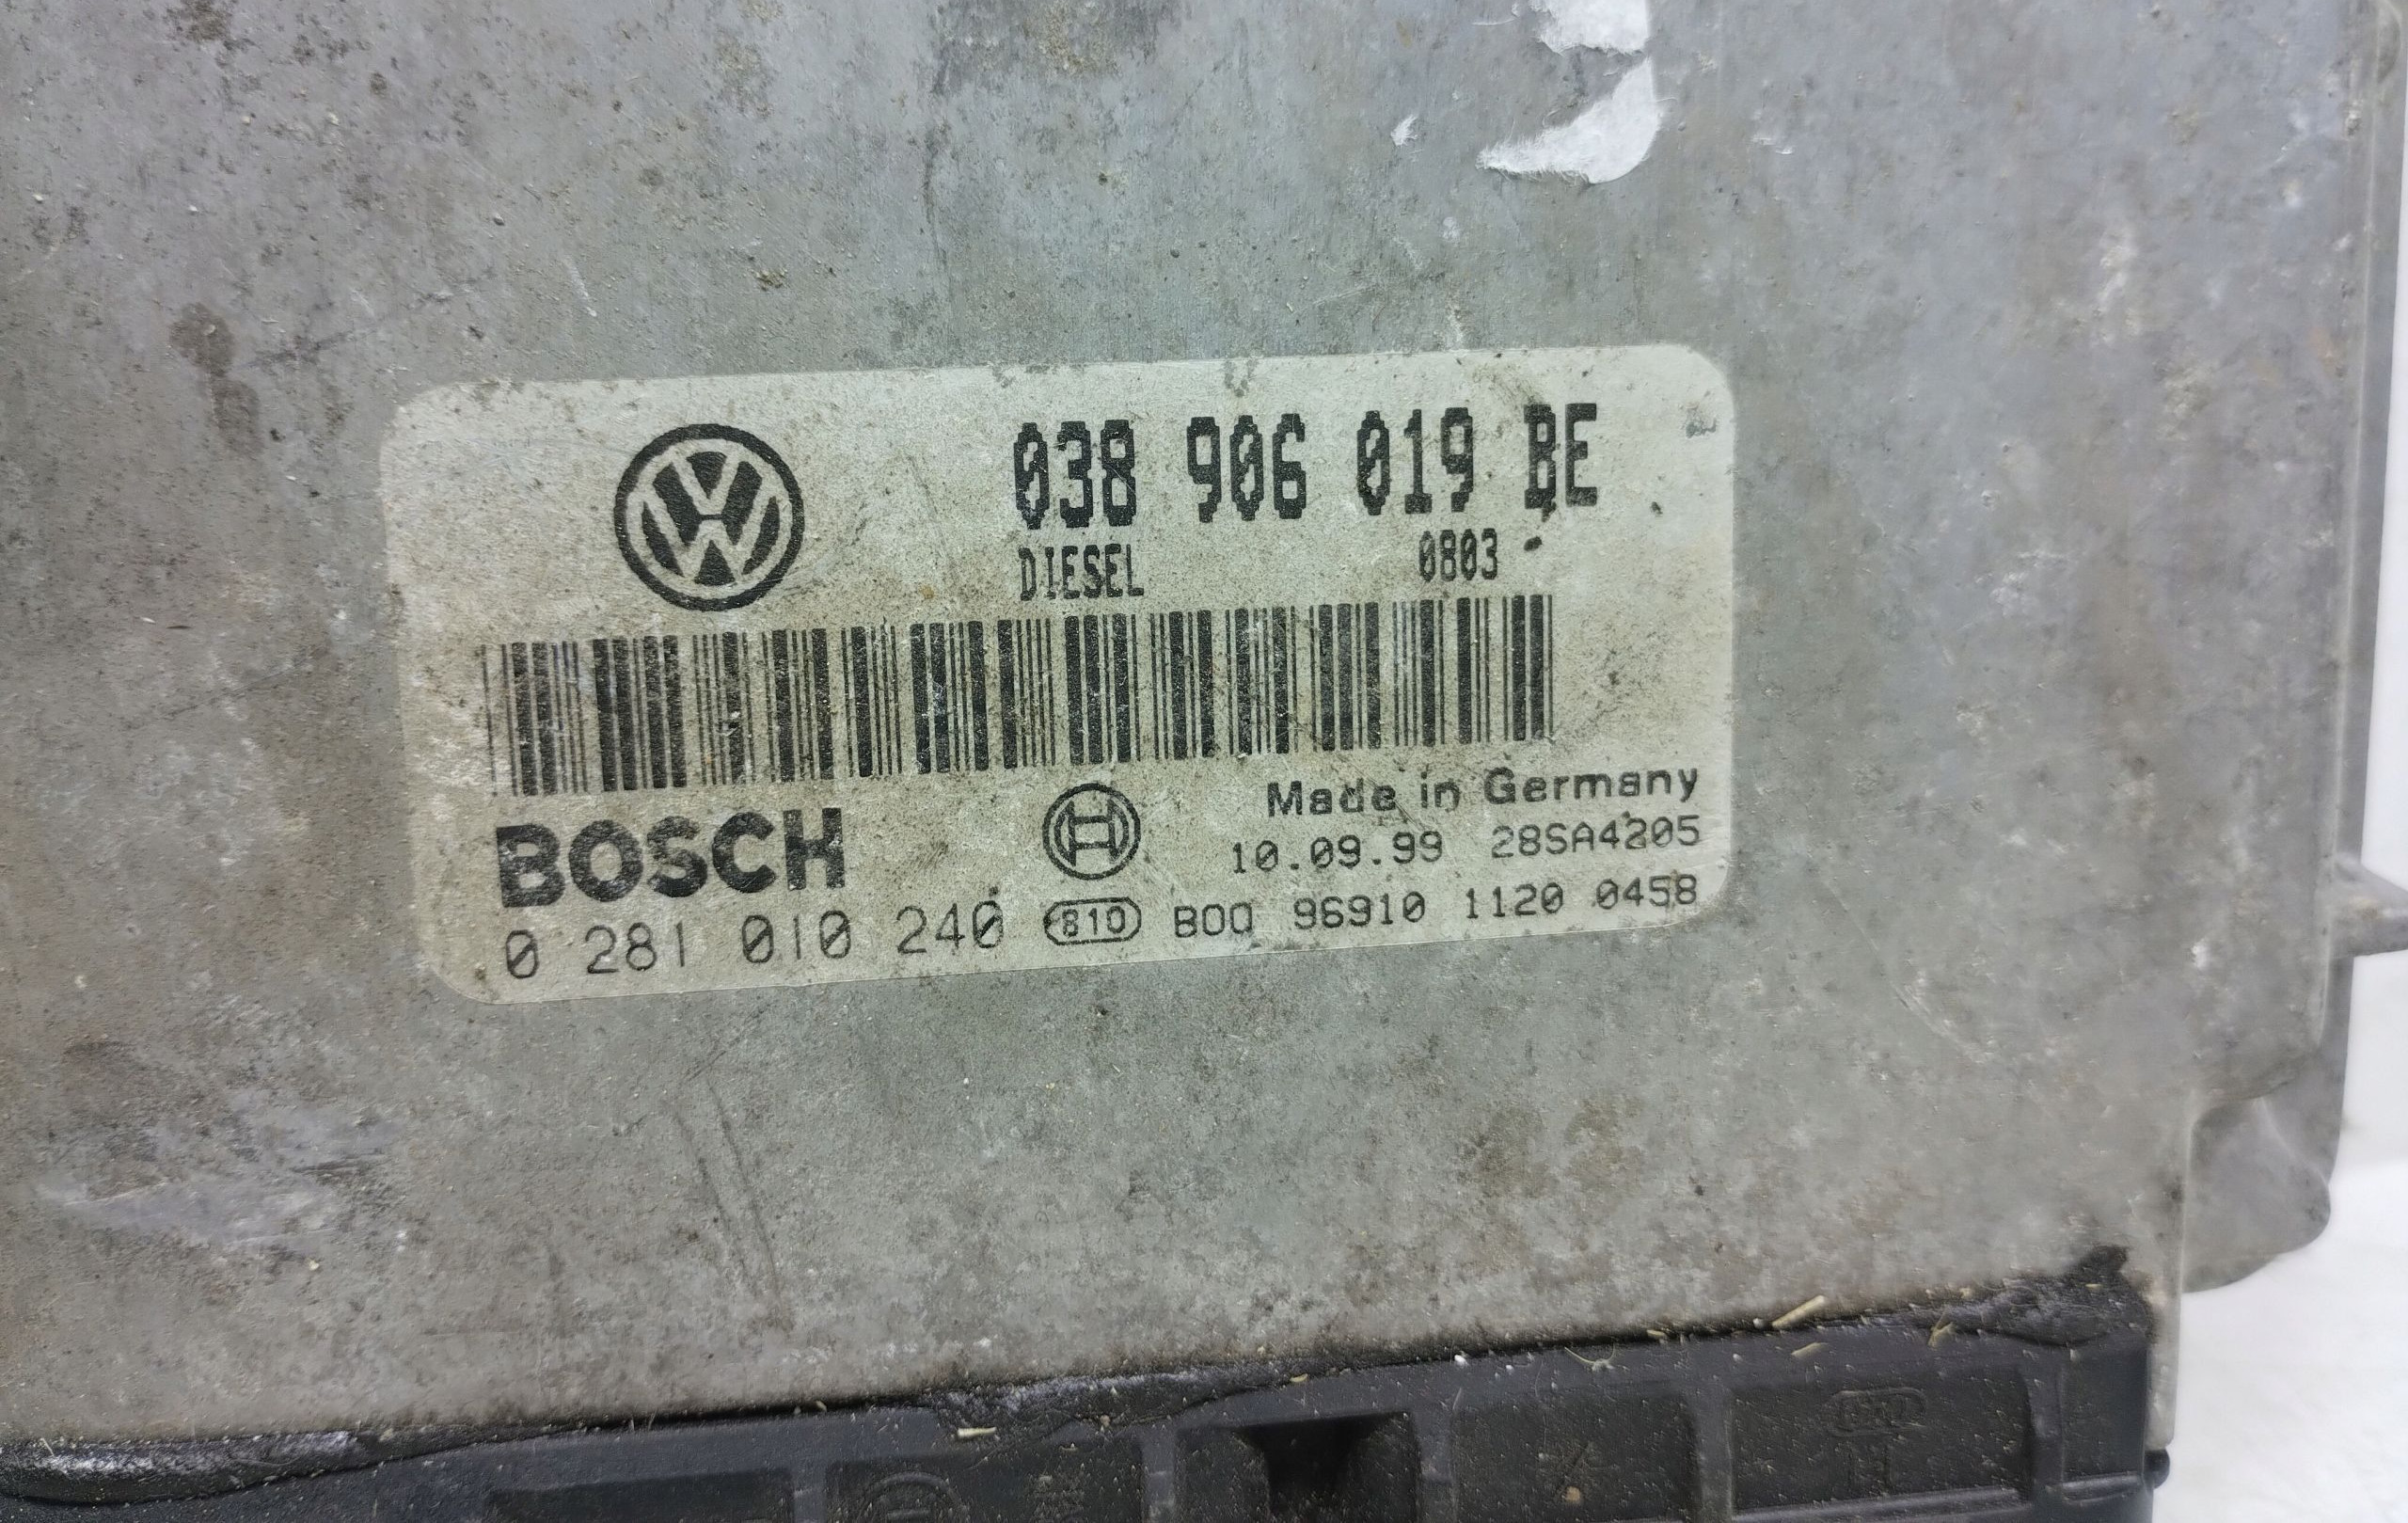 038 906 019 BE
DIESEL 0803
Made in Germany
BOSCH 10.09.99 28SA4205
0 281 010 240 810 B00 96910 1120 0458